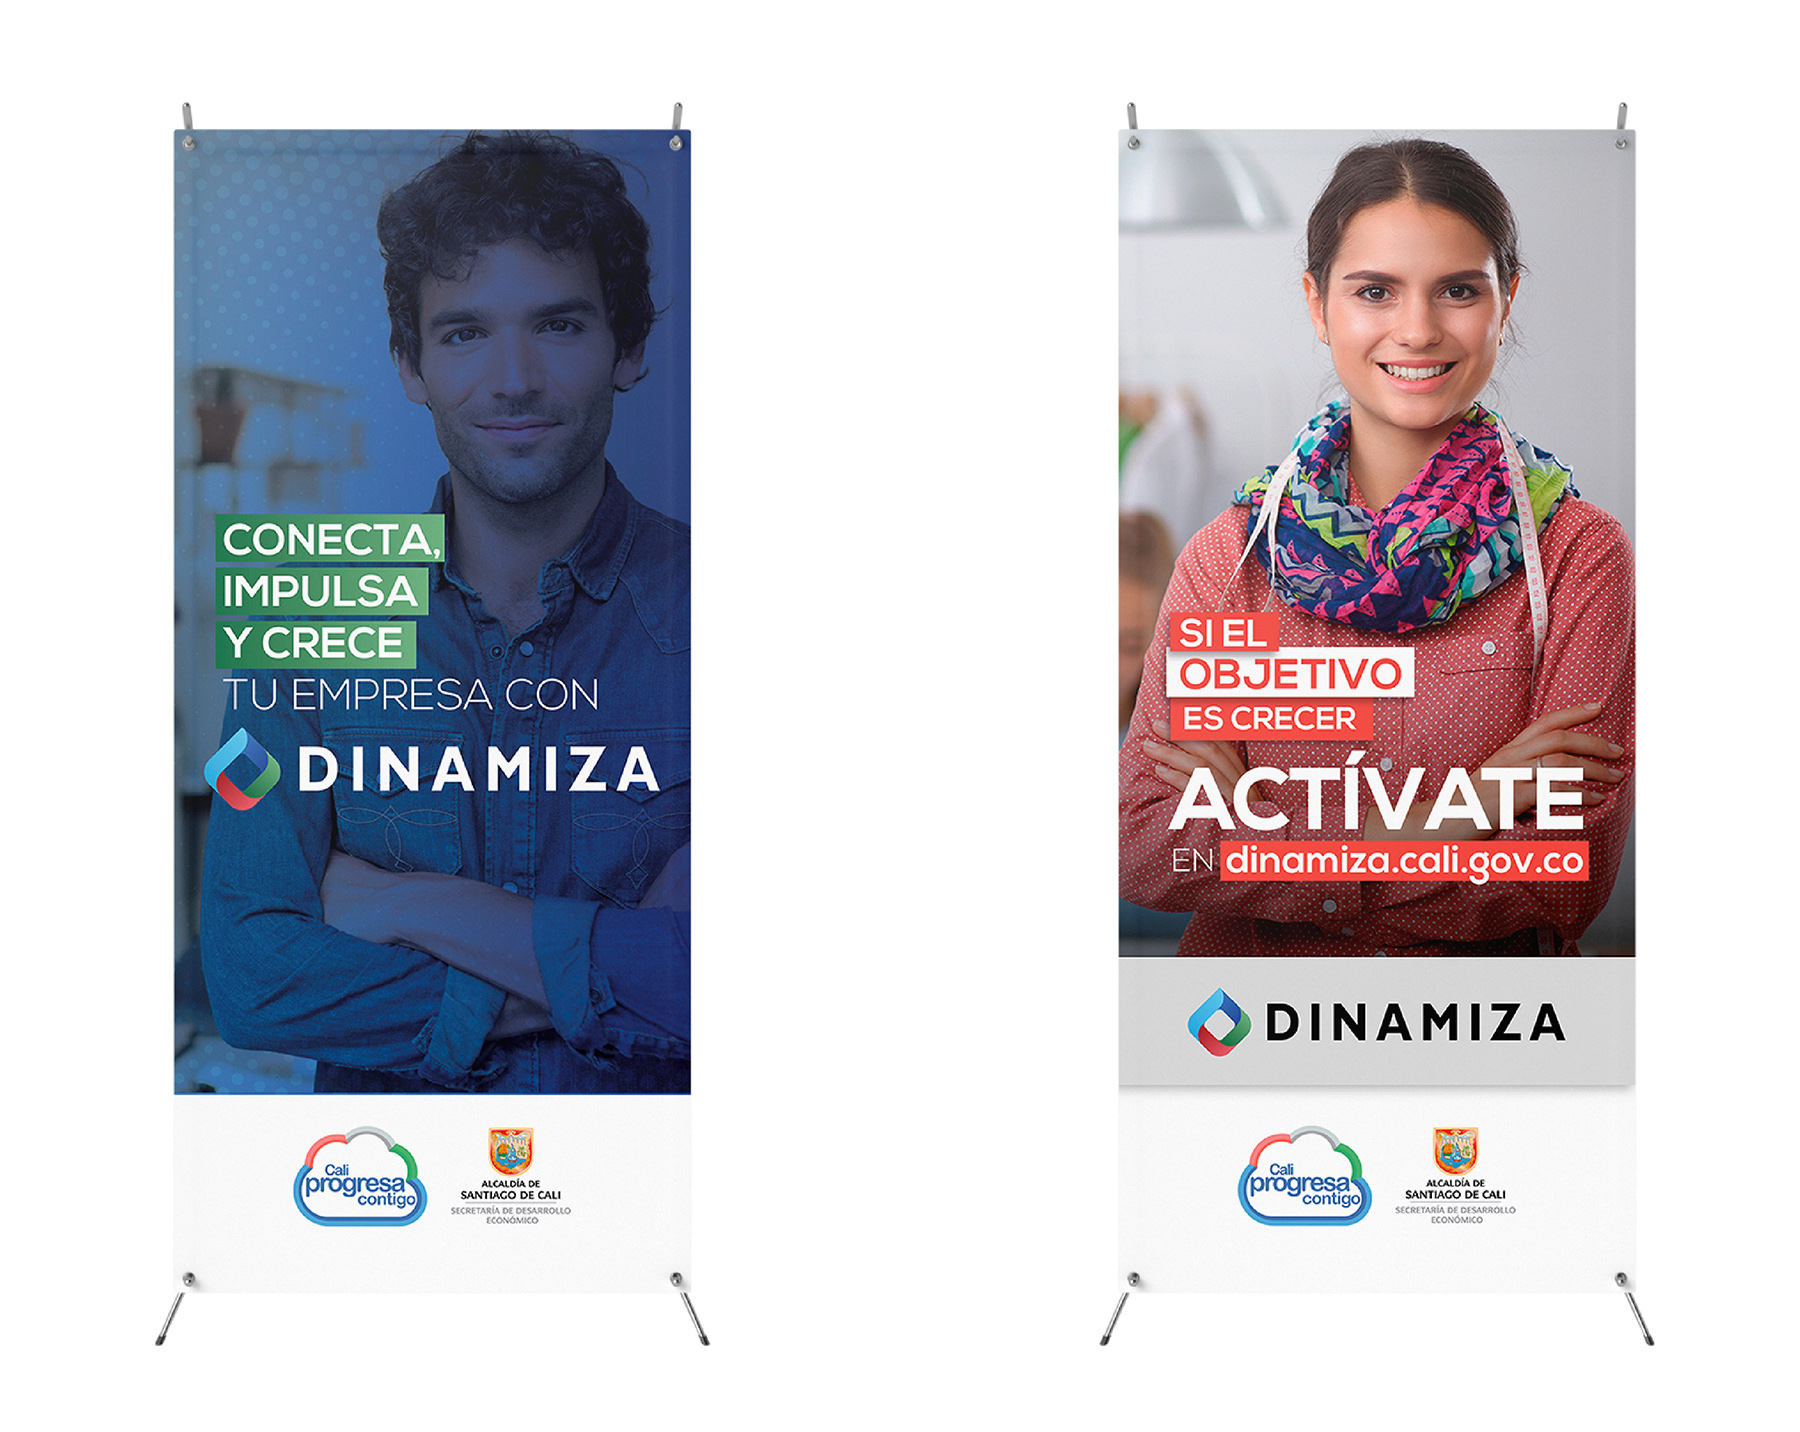 CONECTA,
IMPULSA
Y CRECE
TU EMPRESA CON
DINAMIZA
Cali
progresa
contigo
ALCALDÍA DE
SANTIAGO DE CALI
SECRETARÍA DE DESARROLLO
ECONÓMICO
SI EL
OBJETIVO
ES CRECER
ACTÍVATE
EN dinamiza.cali.gov.co
DINAMIZA
Cali
progresa
contigo
ALCALDÍA DE
SANTIAGO DE CALI
SECRETARÍA DE DESARROLLO
ECONÓMICO